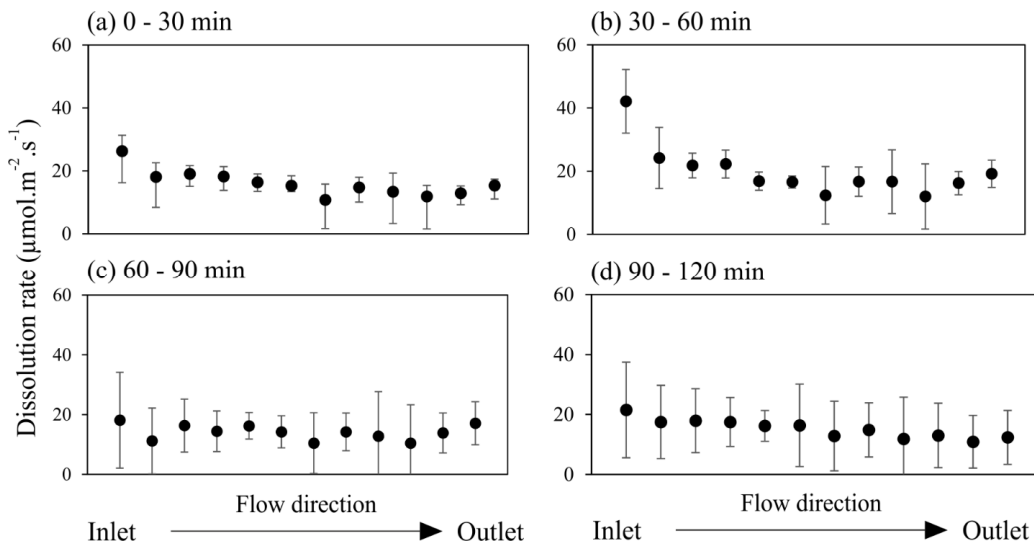 (a) 0 - 30 min
60
40
20
0
(b) 30 - 60 min
60
40
20
0
Dissolution rate (µmol.m⁻².s⁻¹)
(c) 60 - 90 min
60
40
20
0
(d) 90 - 120 min
60
40
20
0
Flow direction
Inlet Outlet
Flow direction
Inlet Outlet